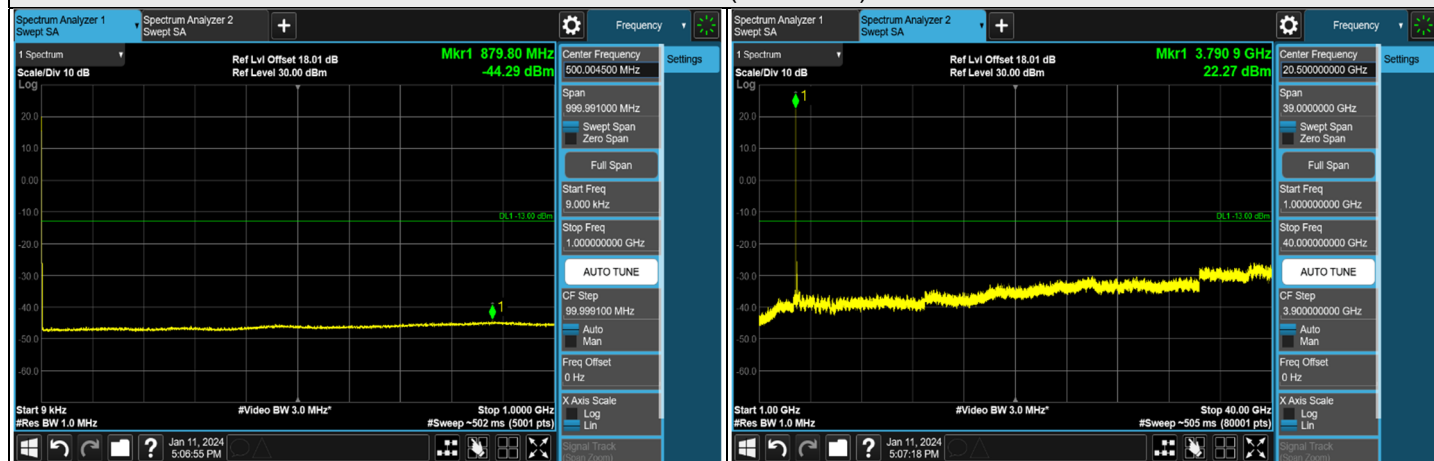 Spectrum Analyzer 1
Swept SA
Spectrum Analyzer 2
Swept SA
+
Frequency
1 Spectrum
Scale/Div 10 dB
Log
Ref Lvl Offset 18.01 dB
Ref Level 30.00 dBm
Mkr1 879.80 MHz
-44.29 dBm
20.0
10.0
0.00
-10.0
-20.0
-30.0
-40.0
-50.0
-60.0
DL1 -13.00 dBm
1
Start 9 kHz
#Res BW 1.0 MHz
#Video BW 3.0 MHz*
Stop 1.0000 GHz
#Sweep ~502 ms (5001 pts)
Center Frequency
500.004500 MHz
Settings
Span
999.991000 MHz
Swept Span
Zero Span
Full Span
Start Freq
9.000 kHz
Stop Freq
1.000000000 GHz
AUTO TUNE
CF Step
99.999100 MHz
Auto
Man
Freq Offset
0 Hz
X Axis Scale
Log
Lin
Signal Track
(Span Zoom)
?
Jan 11, 2024
5:06:55 PM
Spectrum Analyzer 1
Swept SA
Spectrum Analyzer 2
Swept SA
+
Frequency
1 Spectrum
Scale/Div 10 dB
Log
Ref Lvl Offset 18.01 dB
Ref Level 30.00 dBm
Mkr1 3.790 9 GHz
22.27 dBm
20.0
10.0
0.00
-10.0
-20.0
-30.0
-40.0
-50.0
-60.0
1
DL1 -13.00 dBm
Start 1.00 GHz
#Res BW 1.0 MHz
#Video BW 3.0 MHz*
Stop 40.00 GHz
#Sweep ~505 ms (80001 pts)
Center Frequency
20.500000000 GHz
Settings
Span
39.0000000 GHz
Swept Span
Zero Span
Full Span
Start Freq
1.000000000 GHz
Stop Freq
40.000000000 GHz
AUTO TUNE
CF Step
3.900000000 GHz
Auto
Man
Freq Offset
0 Hz
X Axis Scale
Log
Lin
Signal Track
(Span Zoom)
?
Jan 11, 2024
5:07:18 PM